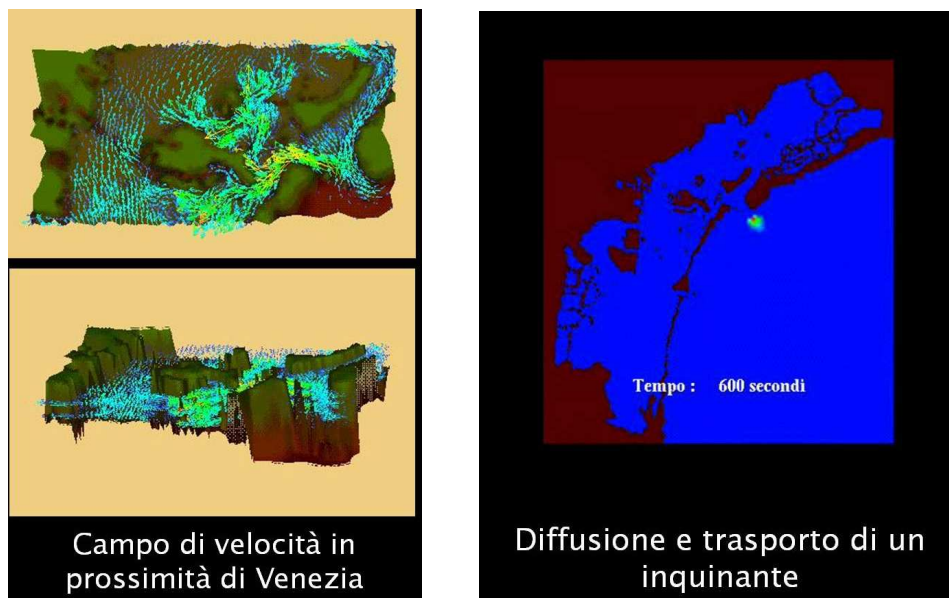 Tempo : 600 secondi
Campo di velocità in
prossimità di Venezia
Diffusione e trasporto di un
inquinante